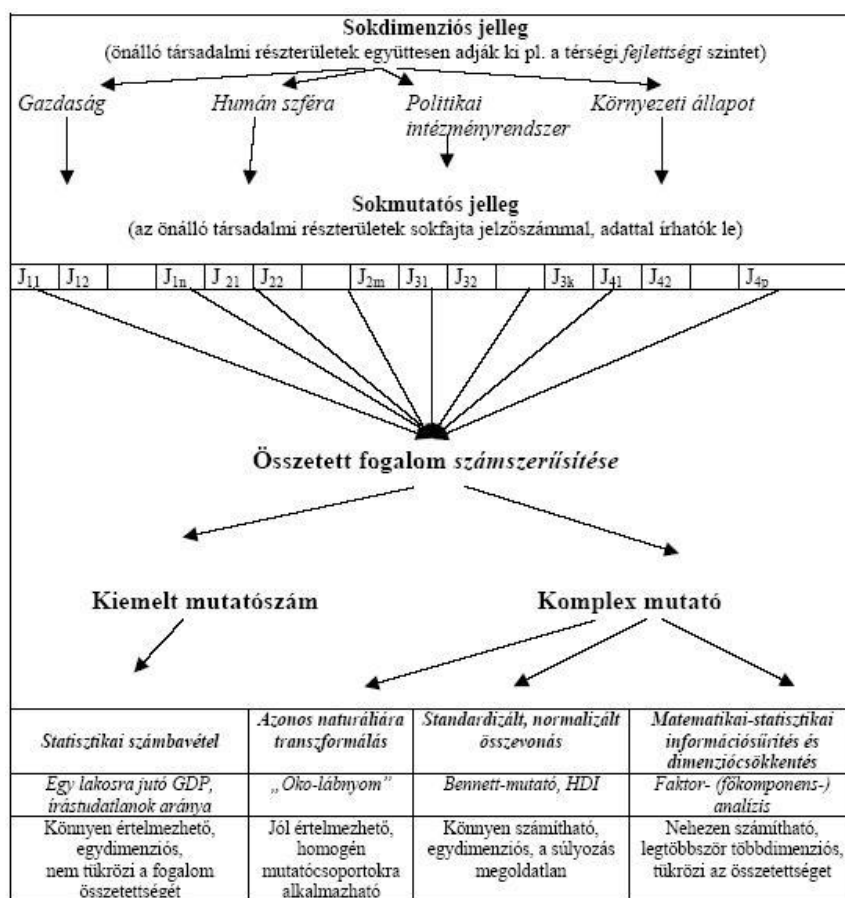 Sokdimenziós jelleg
(önálló társadalmi részterületek együttesen adják ki pl. a térségi fejlettségi szintet)
Gazdaság Humán szféra Politikai intézményrendszer Környezeti állapot
Sokmutatós jelleg
(az önálló társadalmi részterületek sokfajta jelzőszámmal, adattal írhatók le)
J11 J12 J1n J21 J22 J2m J31 J32 J3k J41 J42 J4p
Összetett fogalom számszerűsítése
Kiemelt mutatószám Komplex mutató
Statisztikai számbavétel
Azonos naturáliára
transzformálás
Standardizált, normalizált
összevonás
Matematikai-statisztikai
információsűrítés és
dimenziócsökkentés
Egy lakosra jutó GDP,
írástudatlanok aránya
„Öko-lábnyom”
Bennett-mutató, HDI
Faktor- (főkomponens-)
analízis
Könnyen értelmezhető,
egydimenziós,
nem tükrözi a fogalom
összetettségét
Jól értelmezhető,
homogén
mutatócsoportokra
alkalmazható
Könnyen számítható,
egydimenziós, a súlyozás
megoldatlan
Nehezen számítható,
legtöbbször többdimenziós,
tükrözi az összetettséget